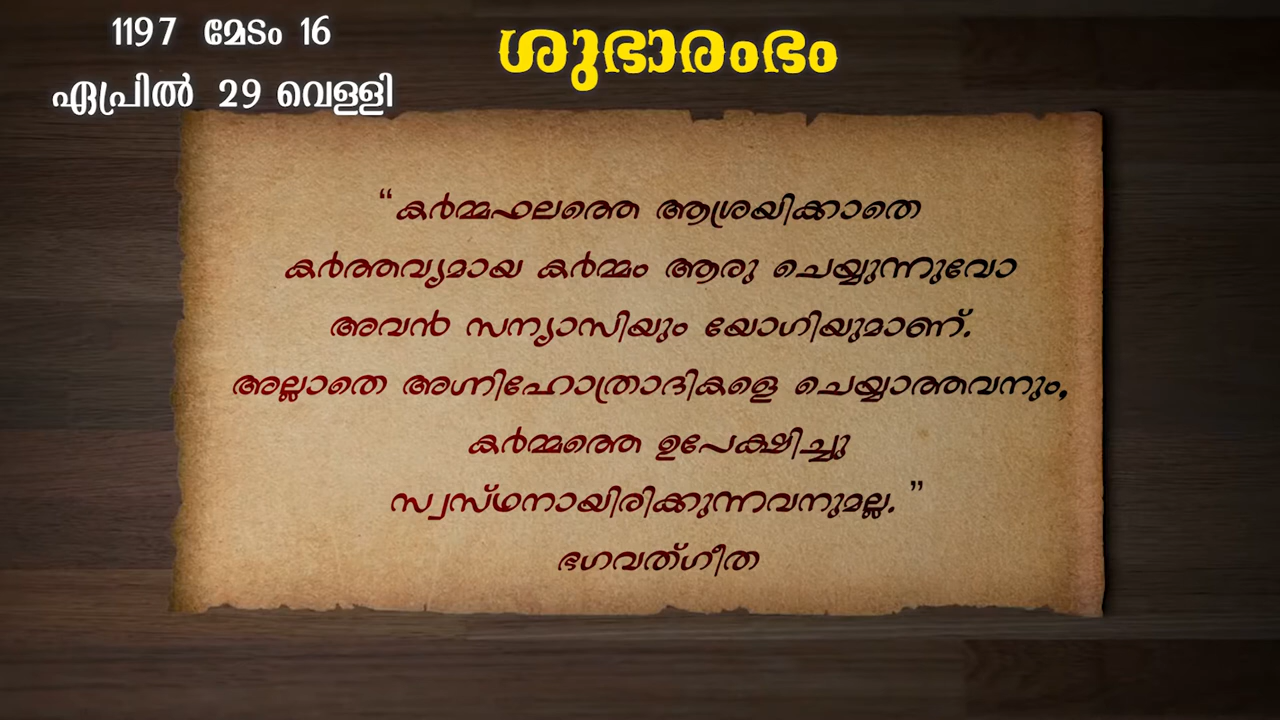 1197 മേടം 16
ഏപ്രിൽ 29 വെള്ളി
ശുഭാരംഭം
“കർമ്മഫലത്തെ ആശ്രയിക്കാതെ
കർത്തവ്യമായ കർമ്മം ആരു ചെയ്യുന്നുവോ
അവൻ സന്യാസിയും യോഗിയുമാണ്.
അല്ലാതെ അഗ്നിഹോത്രാദികളെ ചെയ്യാത്തവനും,
കർമ്മത്തെ ഉപേക്ഷിച്ചു
സ്വസ്ഥനായിരിക്കുന്നവനുമല്ല.”
ഭഗവത്ഗീത